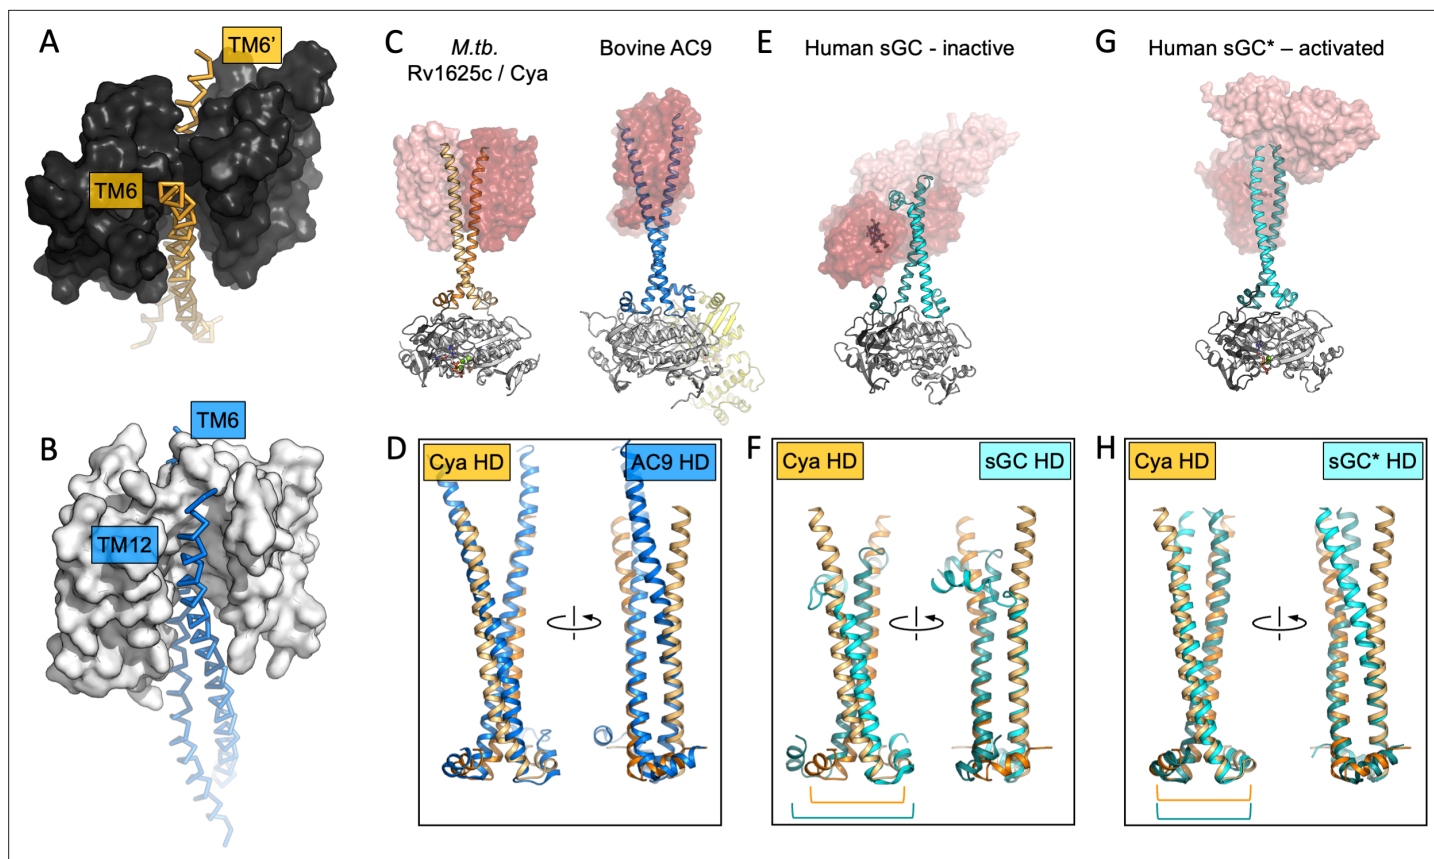 A
TM6'
TM6
B
TM6
TM12
C
M.tb.
Rv1625c / Cya
Bovine AC9
D
Cya HD
AC9 HD
E
Human sGC - inactive
F
Cya HD
sGC HD
G
Human sGC* – activated
H
Cya HD
sGC* HD